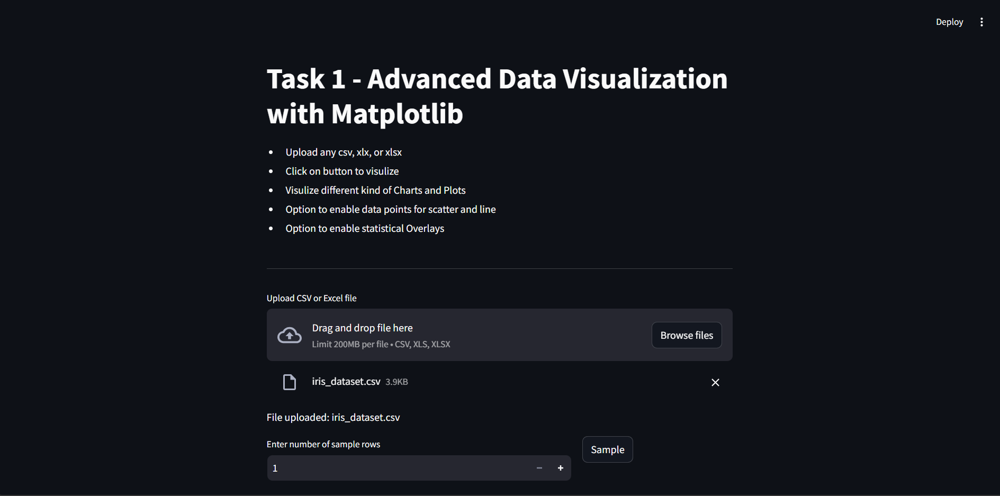 Deploy
Task 1 - Advanced Data Visualization
with Matplotlib
• Upload any csv, xlx, or xlsx
• Click on button to visulize
• Visulize different kind of Charts and Plots
• Option to enable data points for scatter and line
• Option to enable statistical Overlays
Upload CSV or Excel file
Drag and drop file here
Limit 200MB per file • CSV, XLS, XLSX
Browse files
iris_dataset.csv 3.9KB
File uploaded: iris_dataset.csv
Enter number of sample rows
Sample
1